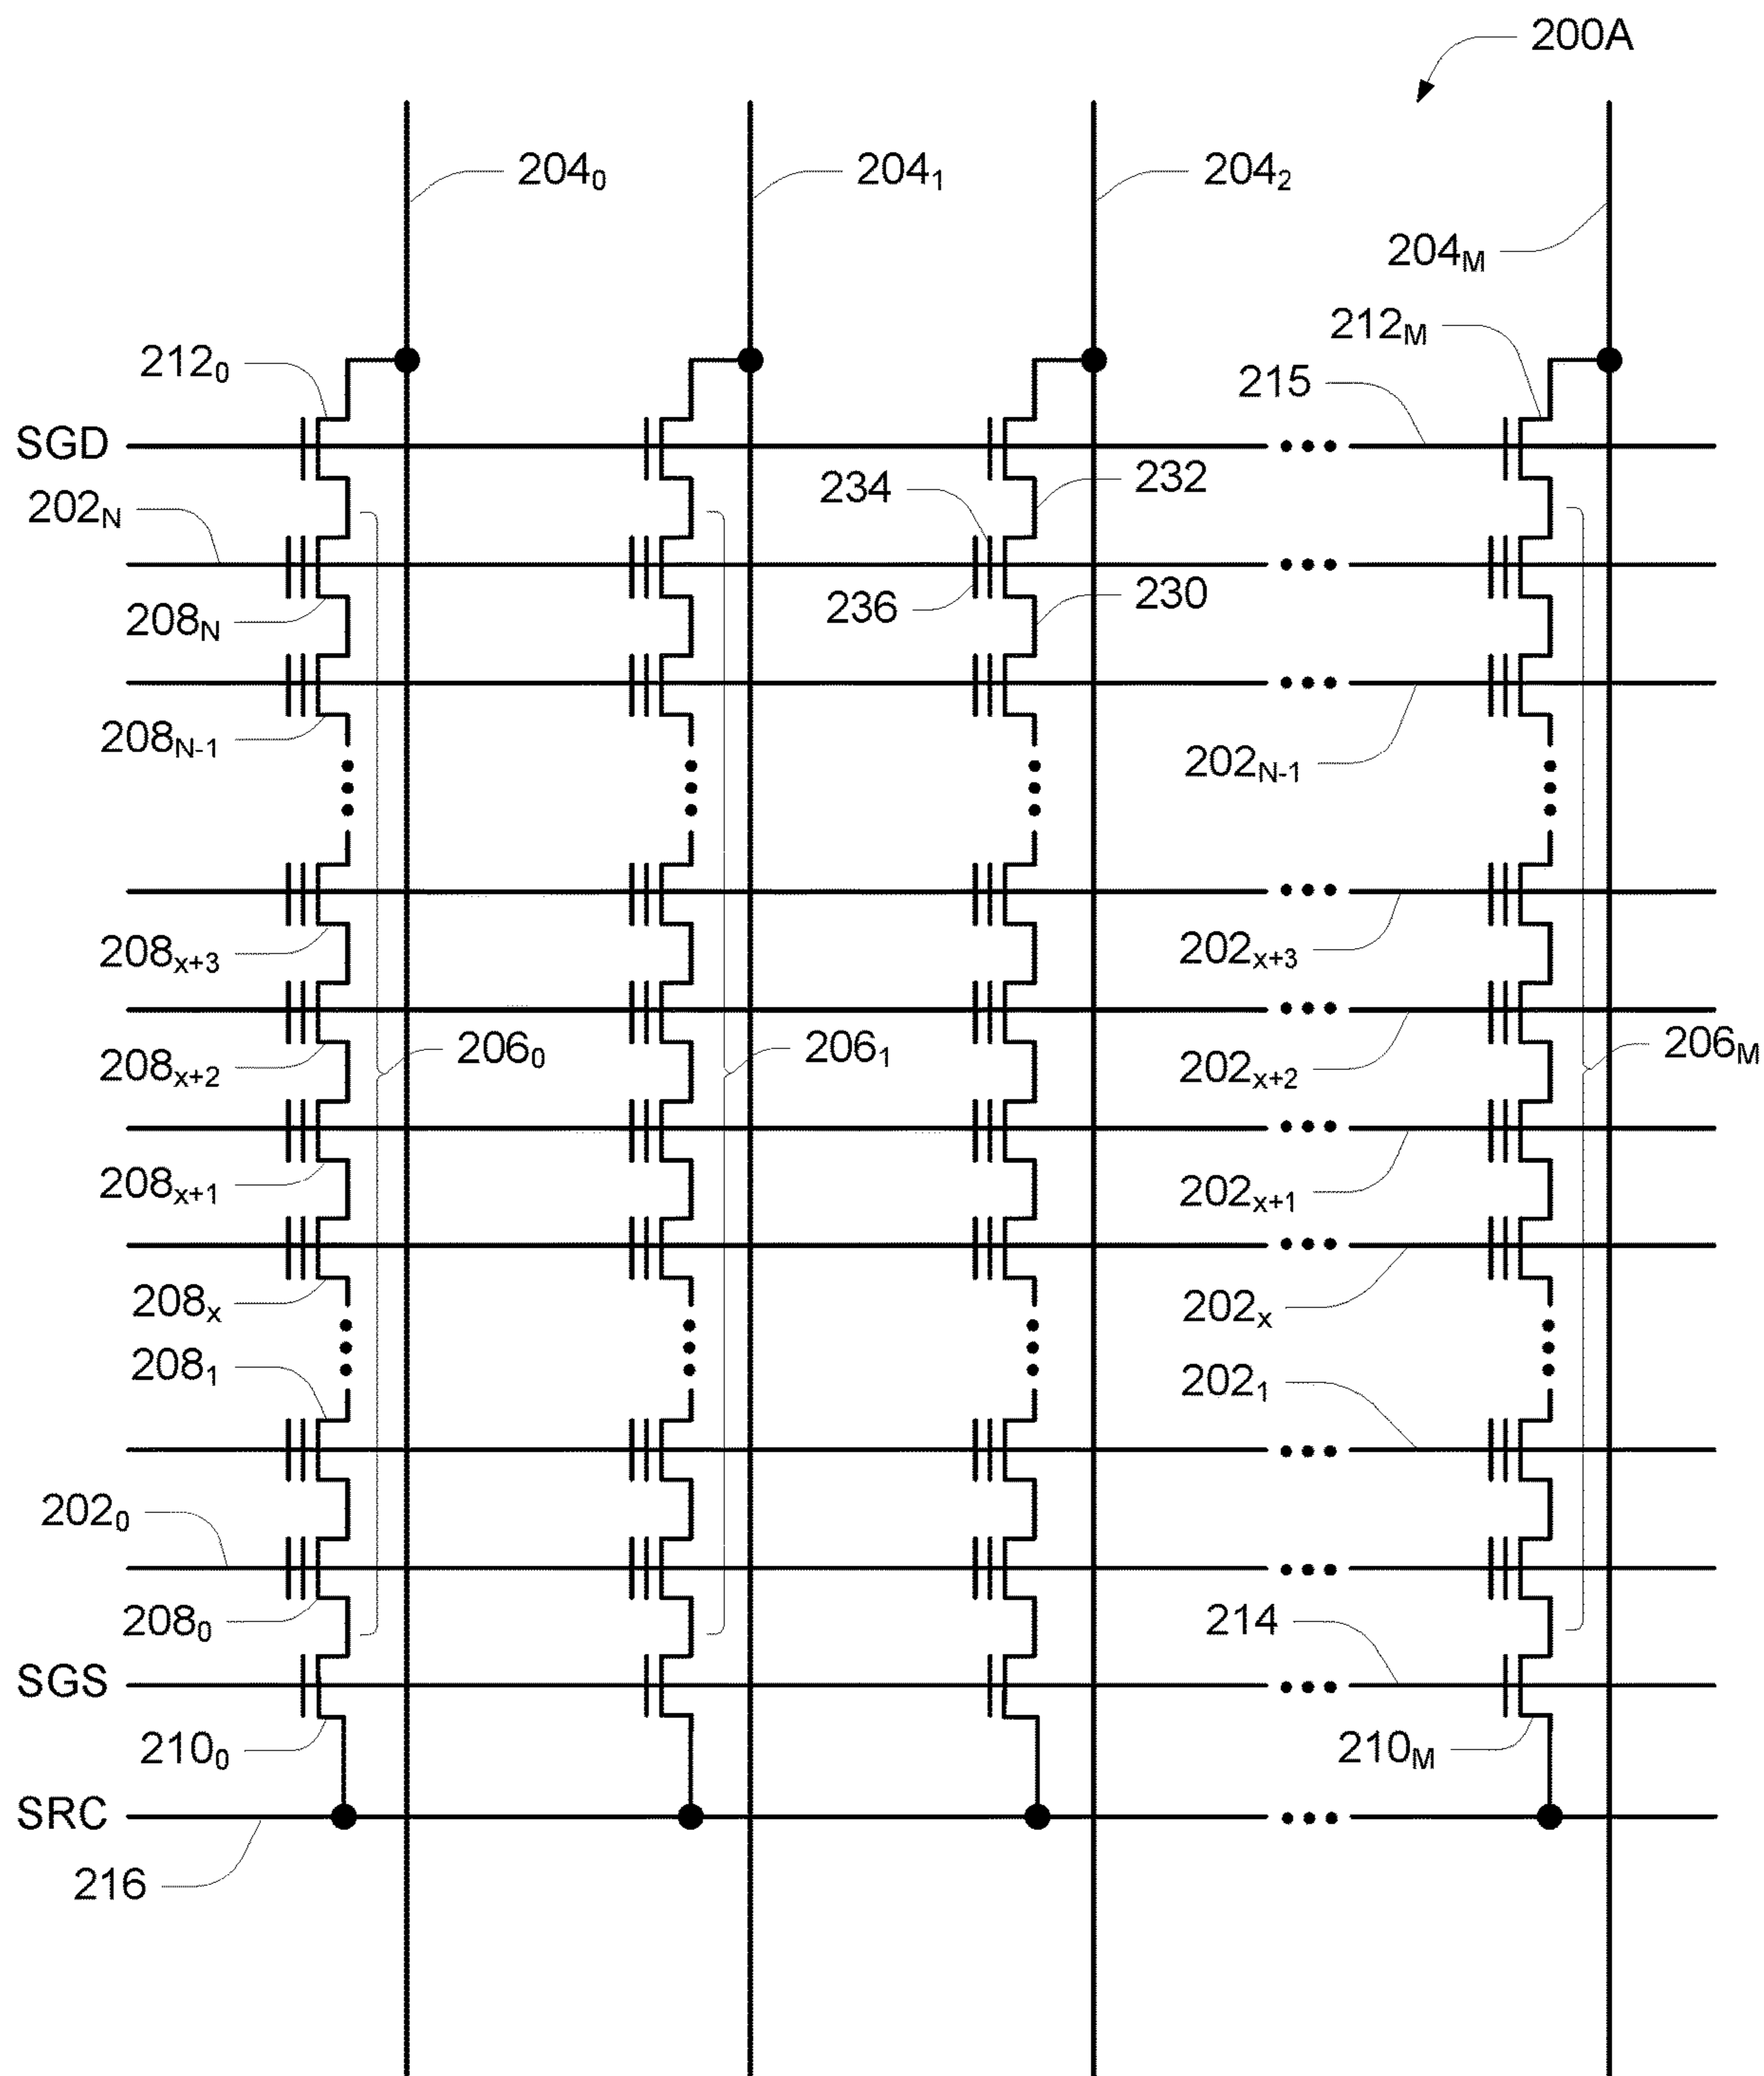 200A
204₀ 204₁ 204₂
204M
212M
212₀
215
SGD
234 232
202N
236 230
208N
208N-1
202N-1
208x+3 202x+3
206₀ 206₁ 206M
208x+2 202x+2
208x+1 202x+1
208x 202x
208₁ 202₁
202₀
208₀ 214
SGS
210₀ 210M
SRC
216